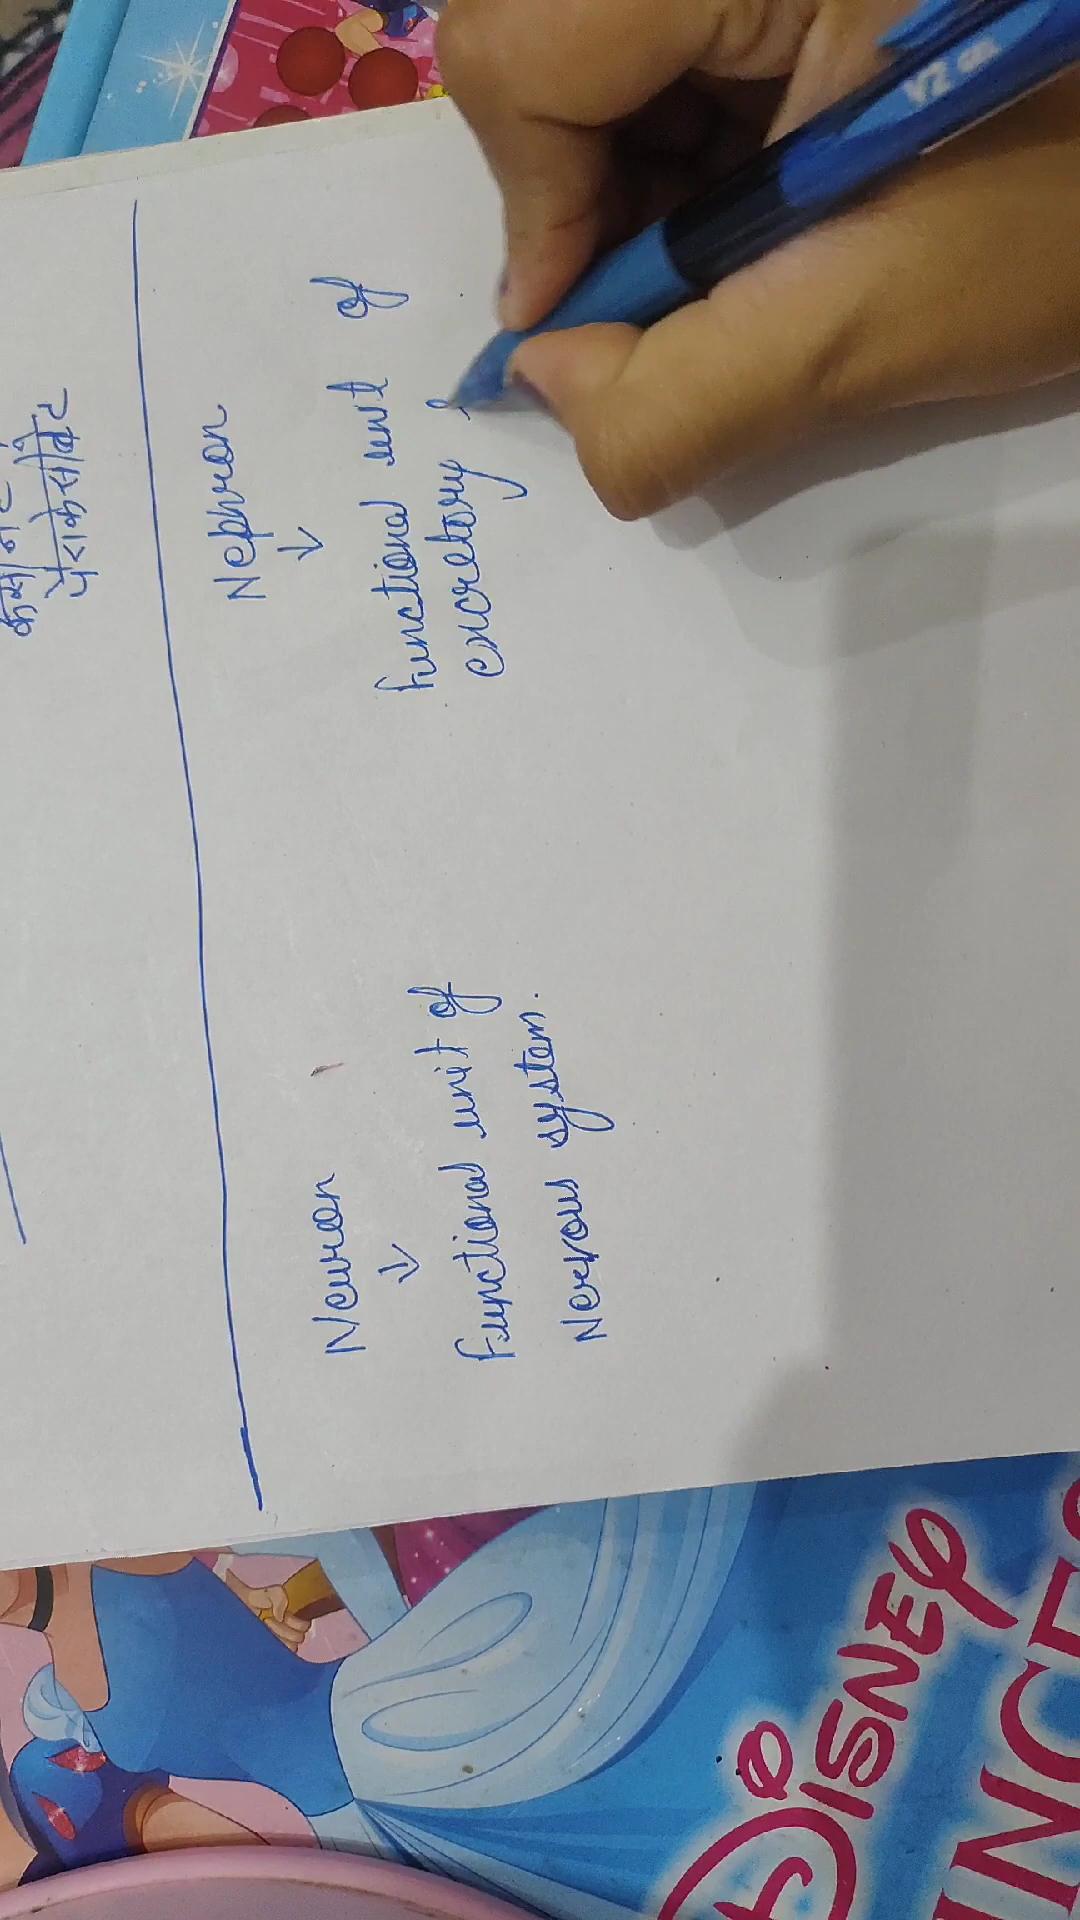 पैराकेसीनेट
Neuron
↓
Functional unit of
Nervous system.
Nephron
↓
Functional unit of
excretory
DISNEY